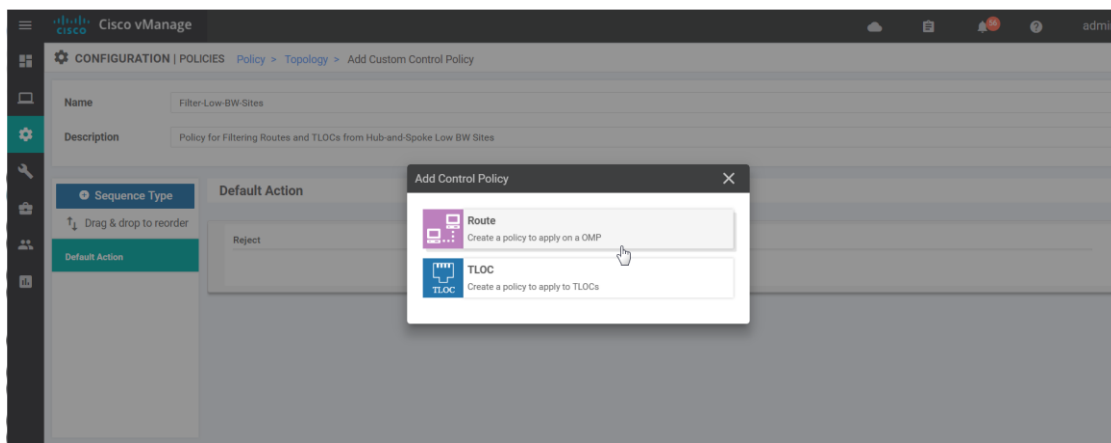 CISCO Cisco vManage 56 admi
CONFIGURATION | POLICIES Policy > Topology > Add Custom Control Policy
Name Filter-Low-BW-Sites
Description Policy for Filtering Routes and TLOCs from Hub-and-Spoke Low BW Sites
Add Control Policy
Sequence Type Default Action
Drag & drop to reorder
Route
Create a policy to apply on a OMP
Reject
Default Action
TLOC
TLOC
Create a policy to apply to TLOCs